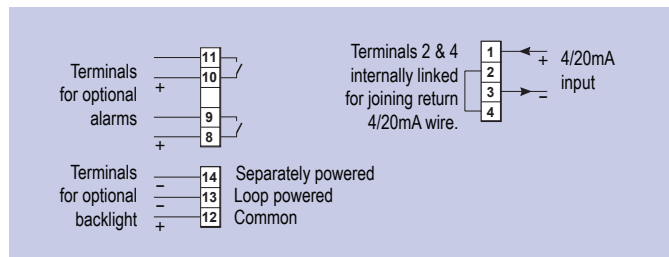 Terminals
for optional
alarms
11
10
+
9
8
+
Terminals 2 & 4
internally linked
for joining return
4/20mA wire.
1
2
3
4
+
–
4/20mA
input
Terminals
for optional
backlight
–
–
+
14 Separately powered
13 Loop powered
12 Common